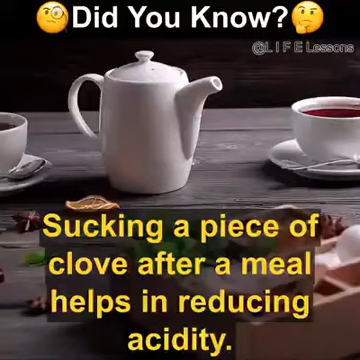 🧐Did You Know?🤔
@L I F E Lessons
Sucking a piece of
clove after a meal
helps in reducing
acidity.